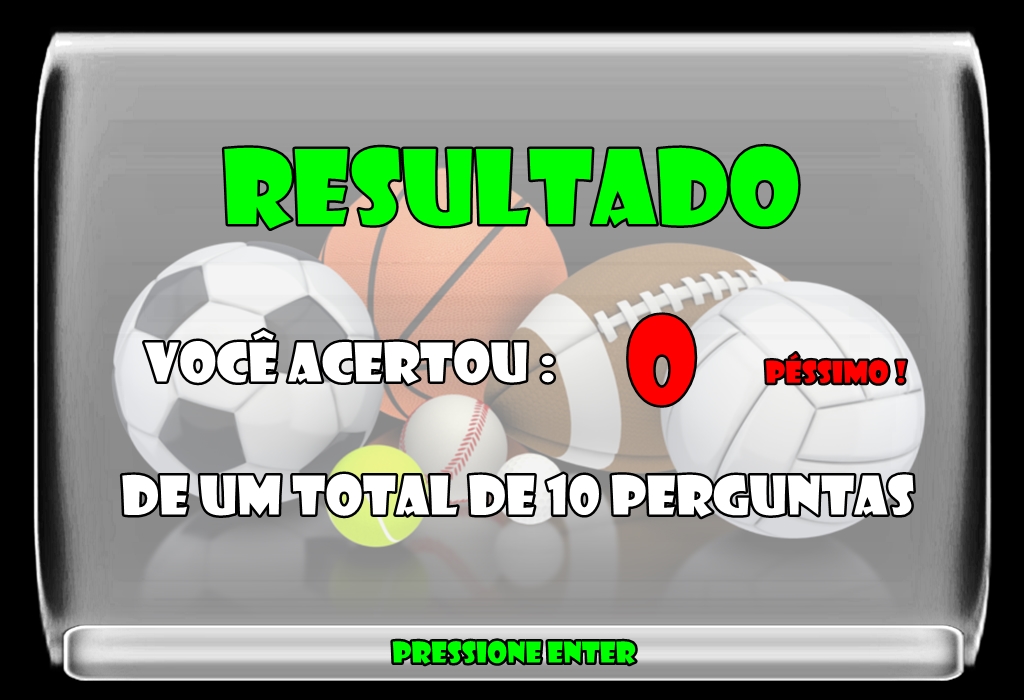 RESULTADO
VOCÊ ACERTOU : 0 PÉSSIMO !
DE UM TOTAL DE 10 PERGUNTAS
PRESSIONE ENTER